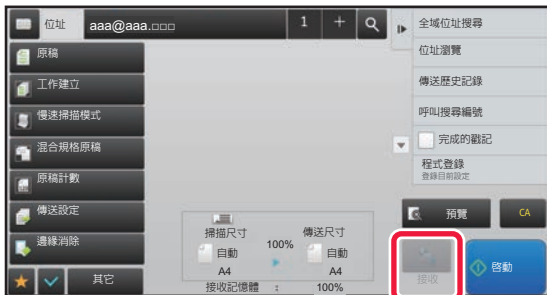 位址 aaa@aaa.□□□ 1 +
原稿
工作建立
慢速掃描模式
混合規格原稿
原稿計數
傳送設定
邊緣消除
其它
掃描尺寸 傳送尺寸
自動 100% 自動
A4 A4
接收記憶體 : 100%
全域位址搜尋
位址瀏覽
傳送歷史記錄
呼叫搜尋編號
完成的戳記
程式登錄
登錄目前設定
預覽 CA
接收 啓動